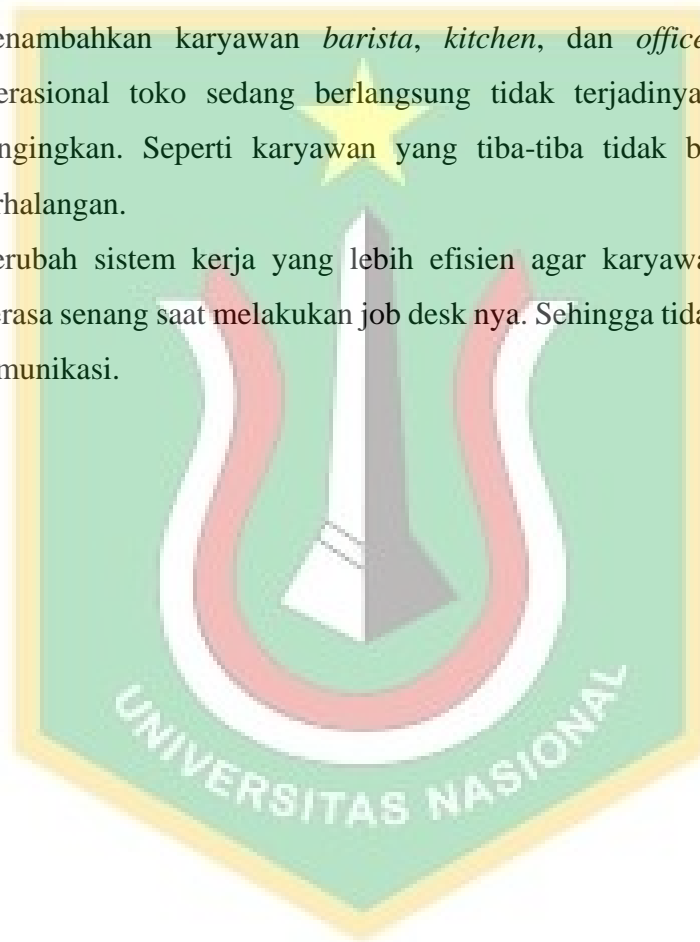 enambahkan karyawan barista, kitchen, dan office
erasional toko sedang berlangsung tidak terjadinya
ngingkan. Seperti karyawan yang tiba-tiba tidak b
rhalangan.
erubah sistem kerja yang lebih efisien agar karyawa
erasa senang saat melakukan job desk nya. Sehingga tida
munikasi.
UNIVERSITAS NASIONAL